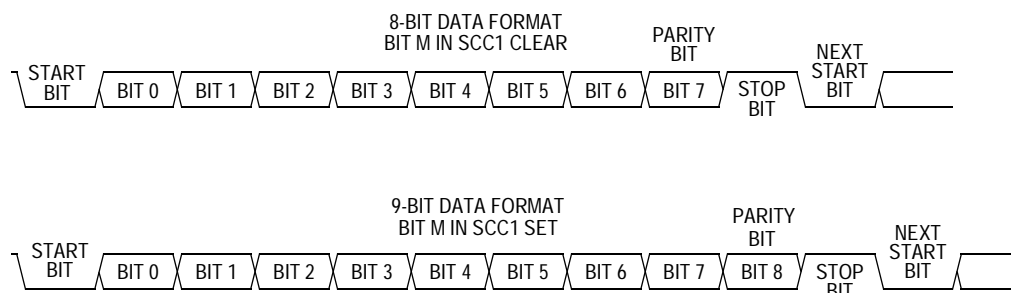 8-BIT DATA FORMAT
BIT M IN SCC1 CLEAR
PARITY
BIT
START
BIT
BIT 0
BIT 1
BIT 2
BIT 3
BIT 4
BIT 5
BIT 6
BIT 7
STOP
BIT
NEXT
START
BIT
9-BIT DATA FORMAT
BIT M IN SCC1 SET
PARITY
BIT
START
BIT
BIT 0
BIT 1
BIT 2
BIT 3
BIT 4
BIT 5
BIT 6
BIT 7
BIT 8
STOP
BIT
NEXT
START
BIT